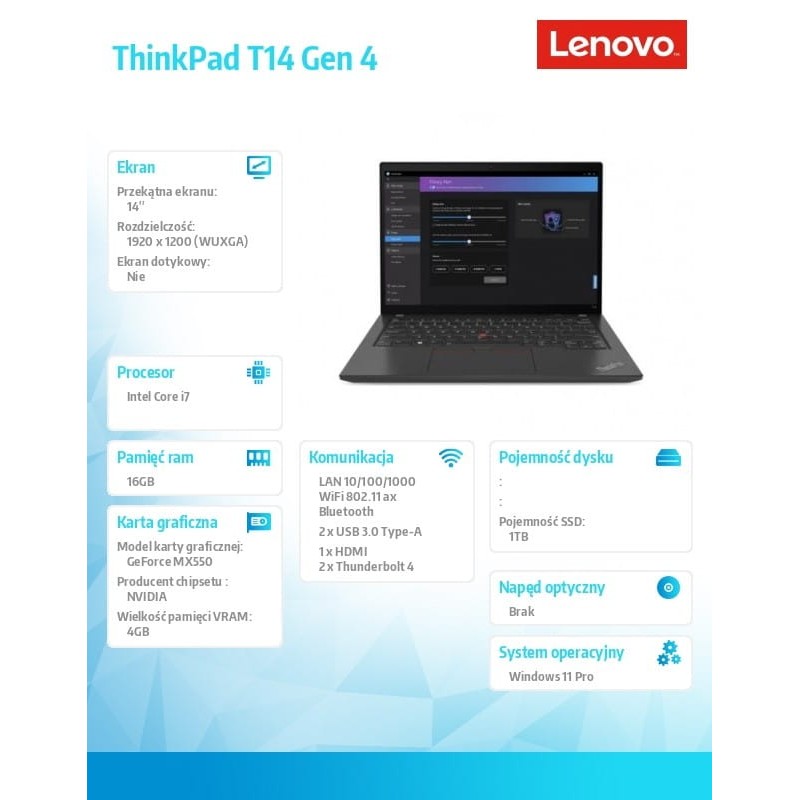 ThinkPad T14 Gen 4
Lenovo
Ekran
Przekątna ekranu:
14"
Rozdzielczość:
1920 x 1200 (WUXGA)
Ekran dotykowy:
Nie
Procesor
Intel Core i7
Pamięć ram
16GB
Karta graficzna
Model karty graficznej:
GeForce MX550
Producent chipsetu :
NVIDIA
Wielkość pamięci VRAM:
4GB
Komunikacja
LAN 10/100/1000
WiFi 802.11 ax
Bluetooth
2 x USB 3.0 Type-A
1 x HDMI
2 x Thunderbolt 4
Pojemność dysku
:
:
Pojemność SSD:
1TB
Napęd optyczny
Brak
System operacyjny
Windows 11 Pro